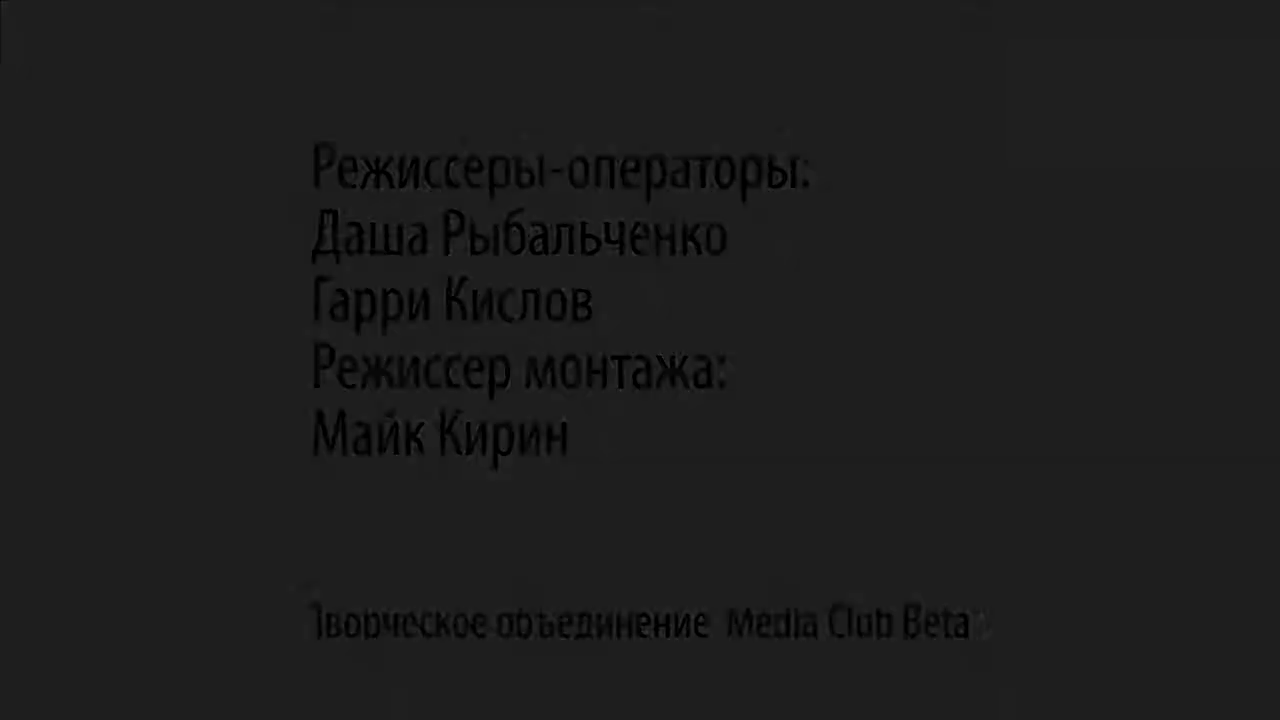 Режиссеры-операторы:
Даша Рыбальченко
Гарри Кислов
Режиссер монтажа:
Майк Кирин
Творческое объединение Media Club Beta